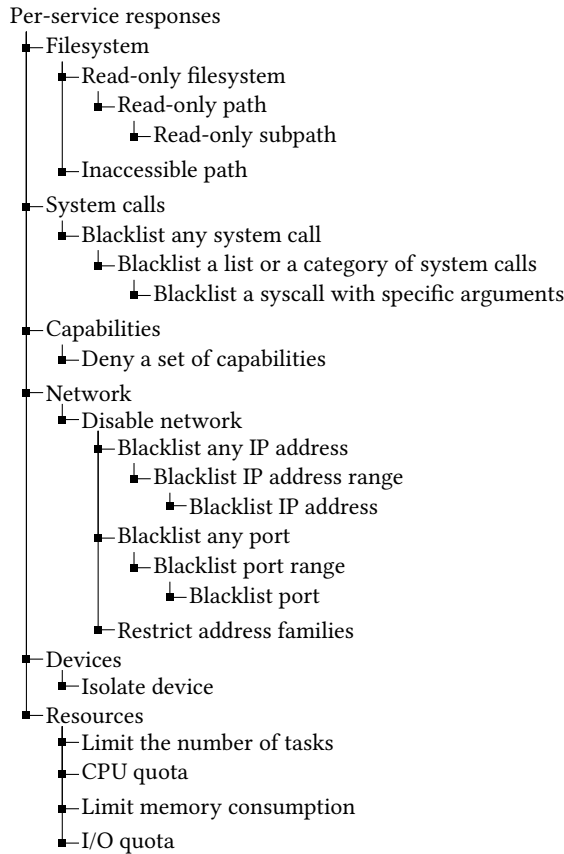 Per-service responses
Filesystem
Read-only filesystem
Read-only path
Read-only subpath
Inaccessible path
System calls
Blacklist any system call
Blacklist a list or a category of system calls
Blacklist a syscall with specific arguments
Capabilities
Deny a set of capabilities
Network
Disable network
Blacklist any IP address
Blacklist IP address range
Blacklist IP address
Blacklist any port
Blacklist port range
Blacklist port
Restrict address families
Devices
Isolate device
Resources
Limit the number of tasks
CPU quota
Limit memory consumption
I/O quota